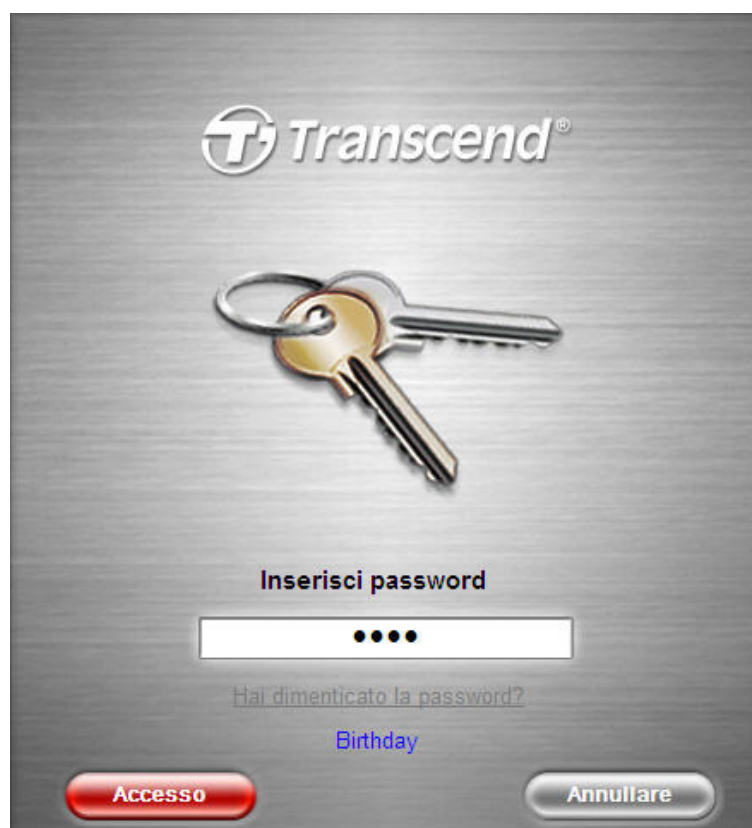 Transcend®
Inserisci password
••••
Hai dimenticato la password?
Birthday
Accesso
Annullare